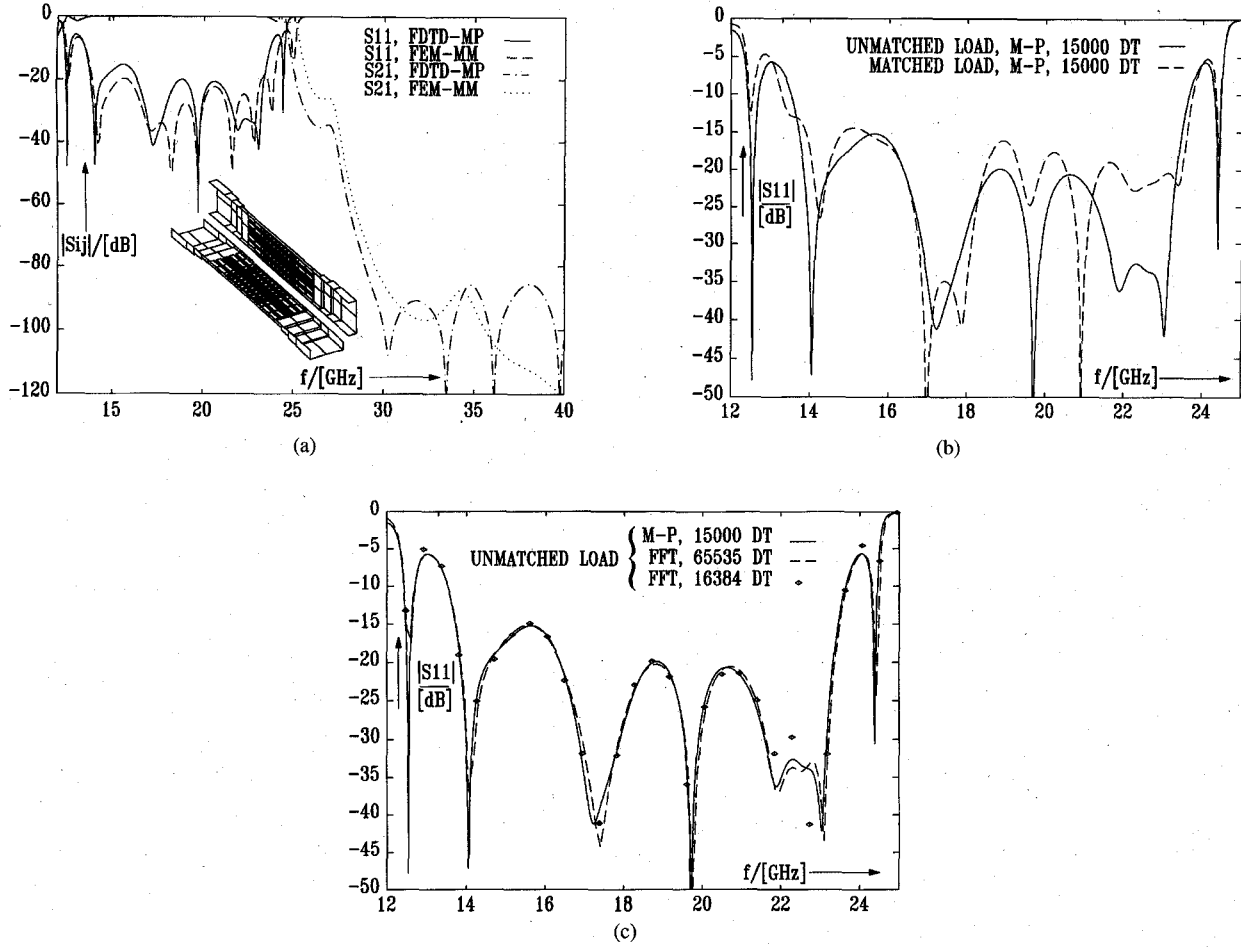 0
-20
-40
-60
-80
-100
-120
S11, FDTD-MP
S11, FEM-MM
S21, FDTD-MP
S21, FEM-MM
|Sij|/[dB]
f/[GHz]
15 20 25 30 35 40
(a)
0
-5
-10
-15
-20
-25
-30
-35
-40
-45
-50
UNMATCHED LOAD, M-P, 15000 DT
MATCHED LOAD, M-P, 15000 DT
|S11|
[dB]
f/[GHz]
12 14 16 18 20 22 24
(b)
0
-5
-10
-15
-20
-25
-30
-35
-40
-45
-50
UNMATCHED LOAD { M-P, 15000 DT
FFT, 65535 DT
FFT, 16384 DT
|S11|
[dB]
f/[GHz]
12 14 16 18 20 22 24
(c)